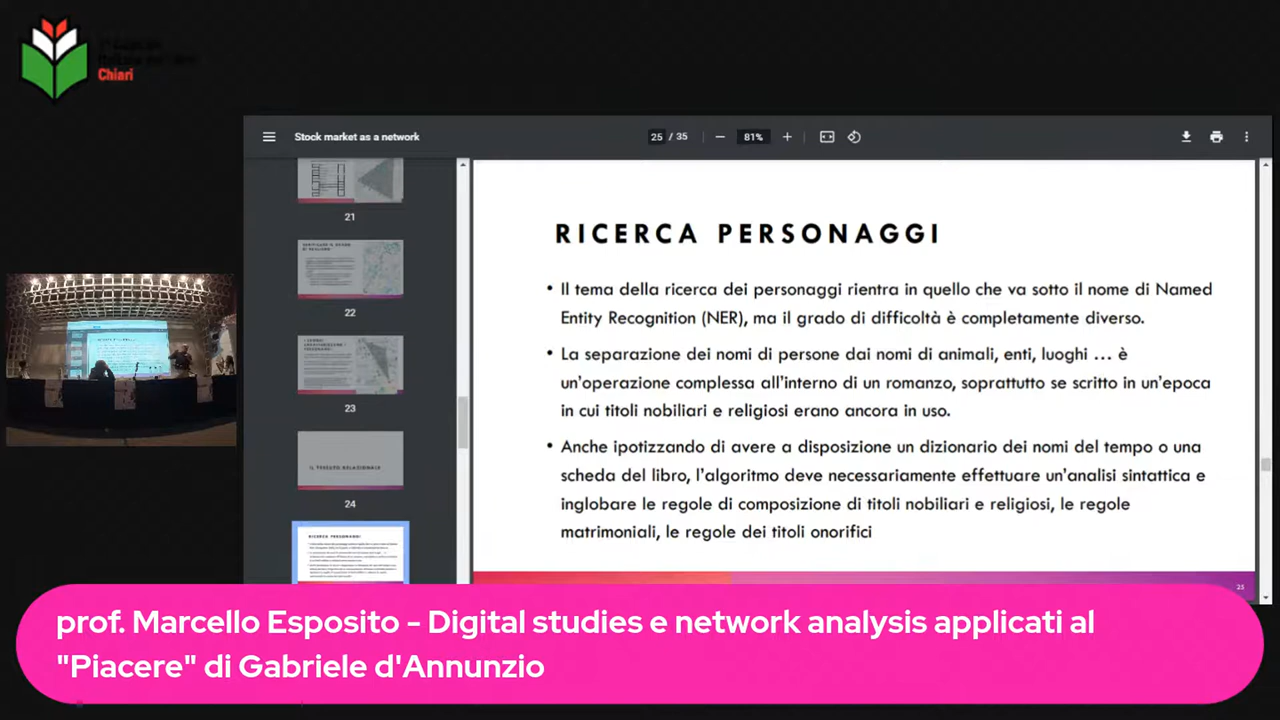 Chiari
Stock market as a network
25 / 35
81%
21
22
23
IL TESSUTO RELAZIONALE
24
RICERCA PERSONAGGI
RICERCA PERSONAGGI
• Il tema della ricerca dei personaggi rientra in quello che va sotto il nome di Named
Entity Recognition (NER), ma il grado di difficoltà è completamente diverso.
• La separazione dei nomi di persone dai nomi di animali, enti, luoghi … è
un'operazione complessa all'interno di un romanzo, soprattutto se scritto in un'epoca
in cui titoli nobiliari e religiosi erano ancora in uso.
• Anche ipotizzando di avere a disposizione un dizionario dei nomi del tempo o una
scheda del libro, l'algoritmo deve necessariamente effettuare un'analisi sintattica e
inglobare le regole di composizione di titoli nobiliari e religiosi, le regole
matrimoniali, le regole dei titoli onorifici
25
prof. Marcello Esposito - Digital studies e network analysis applicati al
"Piacere" di Gabriele d'Annunzio